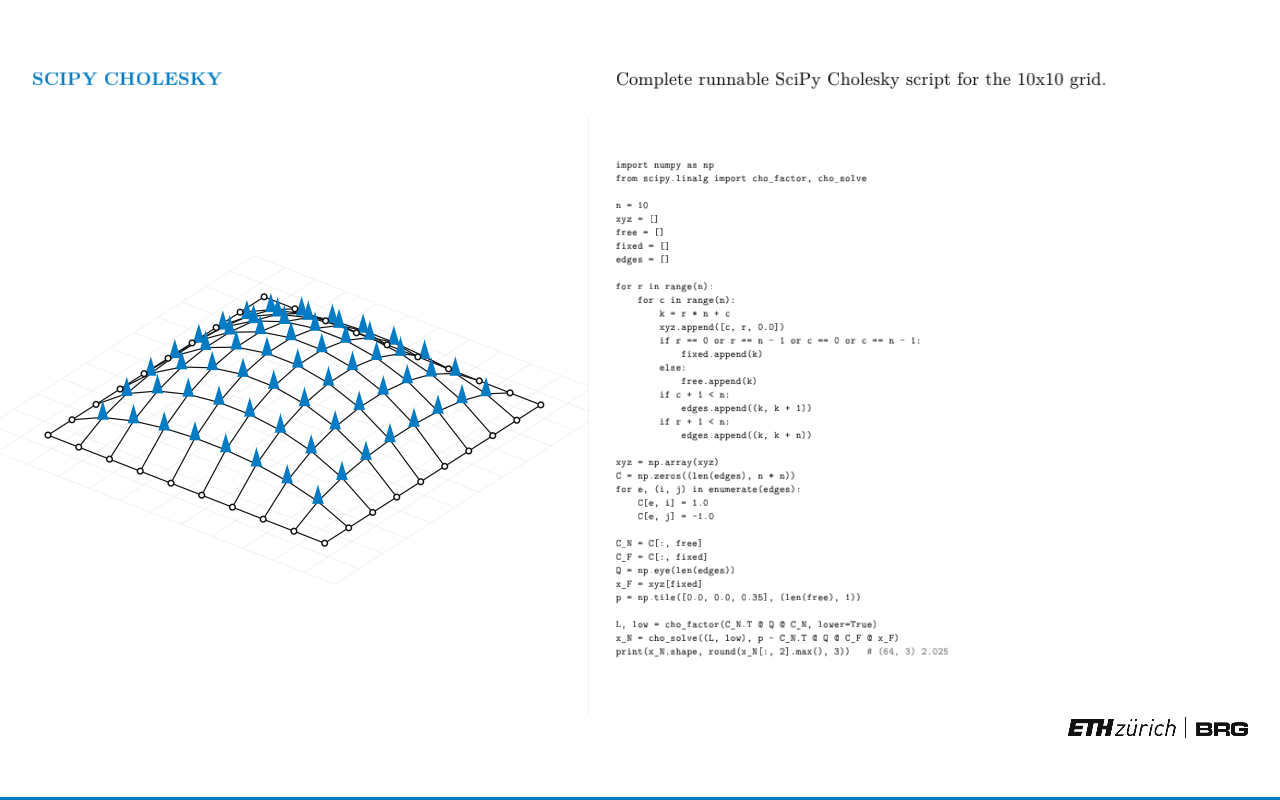 SCIPY CHOLESKY
Complete runnable SciPy Cholesky script for the 10x10 grid.
import numpy as np
from scipy.linalg import cho_factor, cho_solve

n = 10
xyz = []
free = []
fixed = []
edges = []

for r in range(n):
    for c in range(n):
        k = r * n + c
        xyz.append([c, r, 0.0])
        if r == 0 or r == n - 1 or c == 0 or c == n - 1:
            fixed.append(k)
        else:
            free.append(k)
        if c + 1 < n:
            edges.append((k, k + 1))
        if r + 1 < n:
            edges.append((k, k + n))

xyz = np.array(xyz)
C = np.zeros((len(edges), n * n))
for e, (i, j) in enumerate(edges):
    C[e, i] = 1.0
    C[e, j] = -1.0

C_N = C[:, free]
C_F = C[:, fixed]
Q = np.eye(len(edges))
x_F = xyz[fixed]
p = np.tile([0.0, 0.0, 0.35], (len(free), 1))

L, low = cho_factor(C_N.T @ Q @ C_N, lower=True)
x_N = cho_solve((L, low), p - C_N.T @ Q @ C_F @ x_F)
print(x_N.shape, round(x_N[:, 2].max(), 3))   # (64, 3) 2.025
ETH zürich | BRG